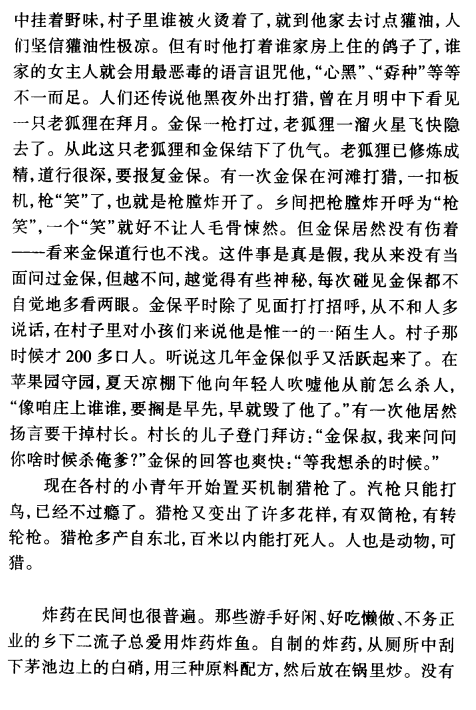 中挂着野味,村子里谁被火烫着了,就到他家去讨点獾油,人
们坚信獾油性极凉。但有时他打着谁家房上住的鸽子了,谁
家的女主人就会用最恶毒的语言诅咒他,“心黑”、“孬种”等等
不一而足。人们还传说他黑夜外出打猎,曾在月明中下看见
一只老狐狸在拜月。金保一枪打过,老狐狸一溜火星飞快隐
去了。从此这只老狐狸和金保结下了仇气。老狐狸已修炼成
精,道行很深,要报复金保。有一次金保在河滩打猎,一扣板
机,枪“笑”了,也就是枪膛炸开了。乡间把枪膛炸开呼为“枪
笑”,一个“笑”就好不让人毛骨悚然。但金保居然没有伤着
——看来金保道行也不浅。这件事是真是假,我从来没有当
面问过金保,但越不问,越觉得有些神秘,每次碰见金保都不
自觉地多看两眼。金保平时除了见面打打招呼,从不和人多
说话,在村子里对小孩们来说他是惟一的一陌生人。村子那
时候才 200 多口人。听说这几年金保似乎又活跃起来了。在
苹果园守园,夏天凉棚下他向年轻人吹嘘他从前怎么杀人,
“像咱庄上谁谁,要搁是早先,早就毁了他了。”有一次他居然
扬言要干掉村长。村长的儿子登门拜访:“金保叔,我来问问
你啥时候杀俺爹?”金保的回答也爽快:“等我想杀的时候。”
现在各村的小青年开始置买机制猎枪了。汽枪只能打
鸟,已经不过瘾了。猎枪又变出了许多花样,有双筒枪,有转
轮枪。猎枪多产自东北,百米以内能打死人。人也是动物,可
猎。
炸药在民间也很普遍。那些游手好闲、好吃懒做、不务正
业的乡下二流子总爱用炸药炸鱼。自制的炸药,从厕所中刮
下茅池边上的白硝,用三种原料配方,然后放在锅里炒。没有